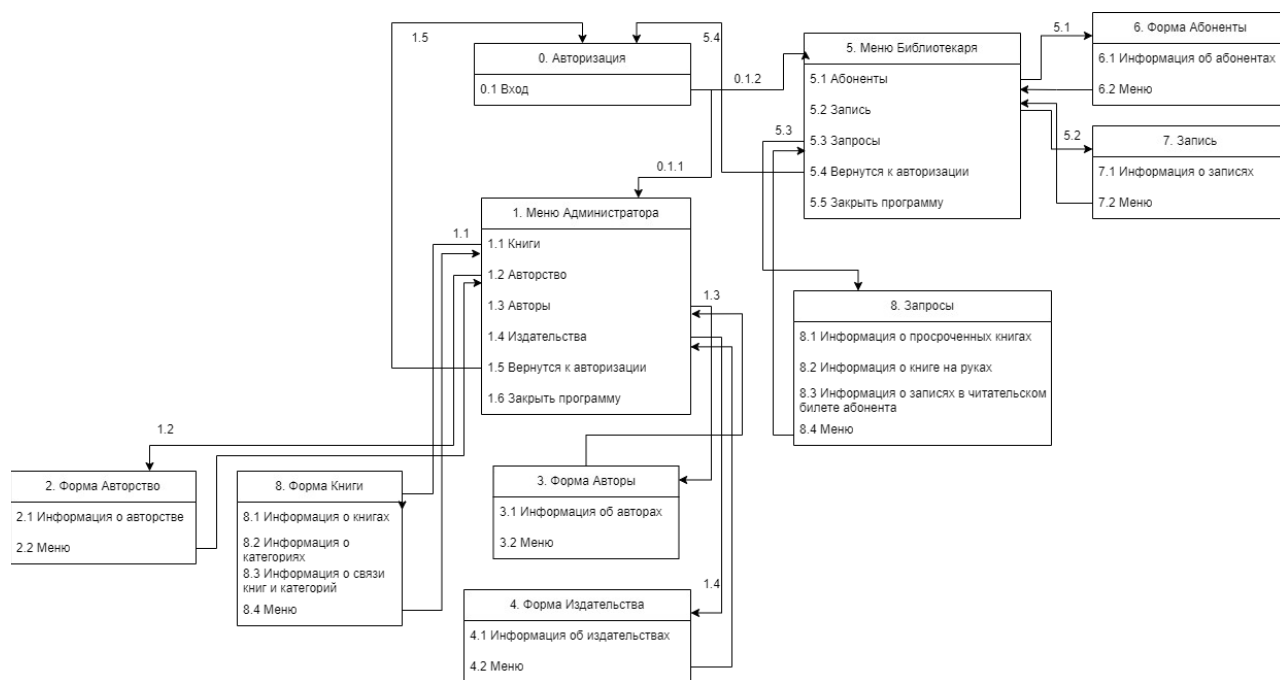 1.5
5.4
5.1
0. Авторизация
0.1 Вход
0.1.2
0.1.1
5. Меню Библиотекаря
5.1 Абоненты
5.2 Запись
5.3 Запросы
5.4 Вернутся к авторизации
5.5 Закрыть программу
6. Форма Абоненты
6.1 Информация об абонентах
6.2 Меню
5.3
5.2
7. Запись
7.1 Информация о записях
7.2 Меню
1. Меню Администратора
1.1 Книги
1.2 Авторство
1.3 Авторы
1.4 Издательства
1.5 Вернутся к авторизации
1.6 Закрыть программу
1.1
1.3
8. Запросы
8.1 Информация о просроченных книгах
8.2 Информация о книге на руках
8.3 Информация о записях в читательском
билете абонента
8.4 Меню
1.2
2. Форма Авторство
2.1 Информация о авторстве
2.2 Меню
8. Форма Книги
8.1 Информация о книгах
8.2 Информация о
категориях
8.3 Информация о связи
книг и категорий
8.4 Меню
3. Форма Авторы
3.1 Информация об авторах
3.2 Меню
1.4
4. Форма Издательства
4.1 Информация об издательствах
4.2 Меню